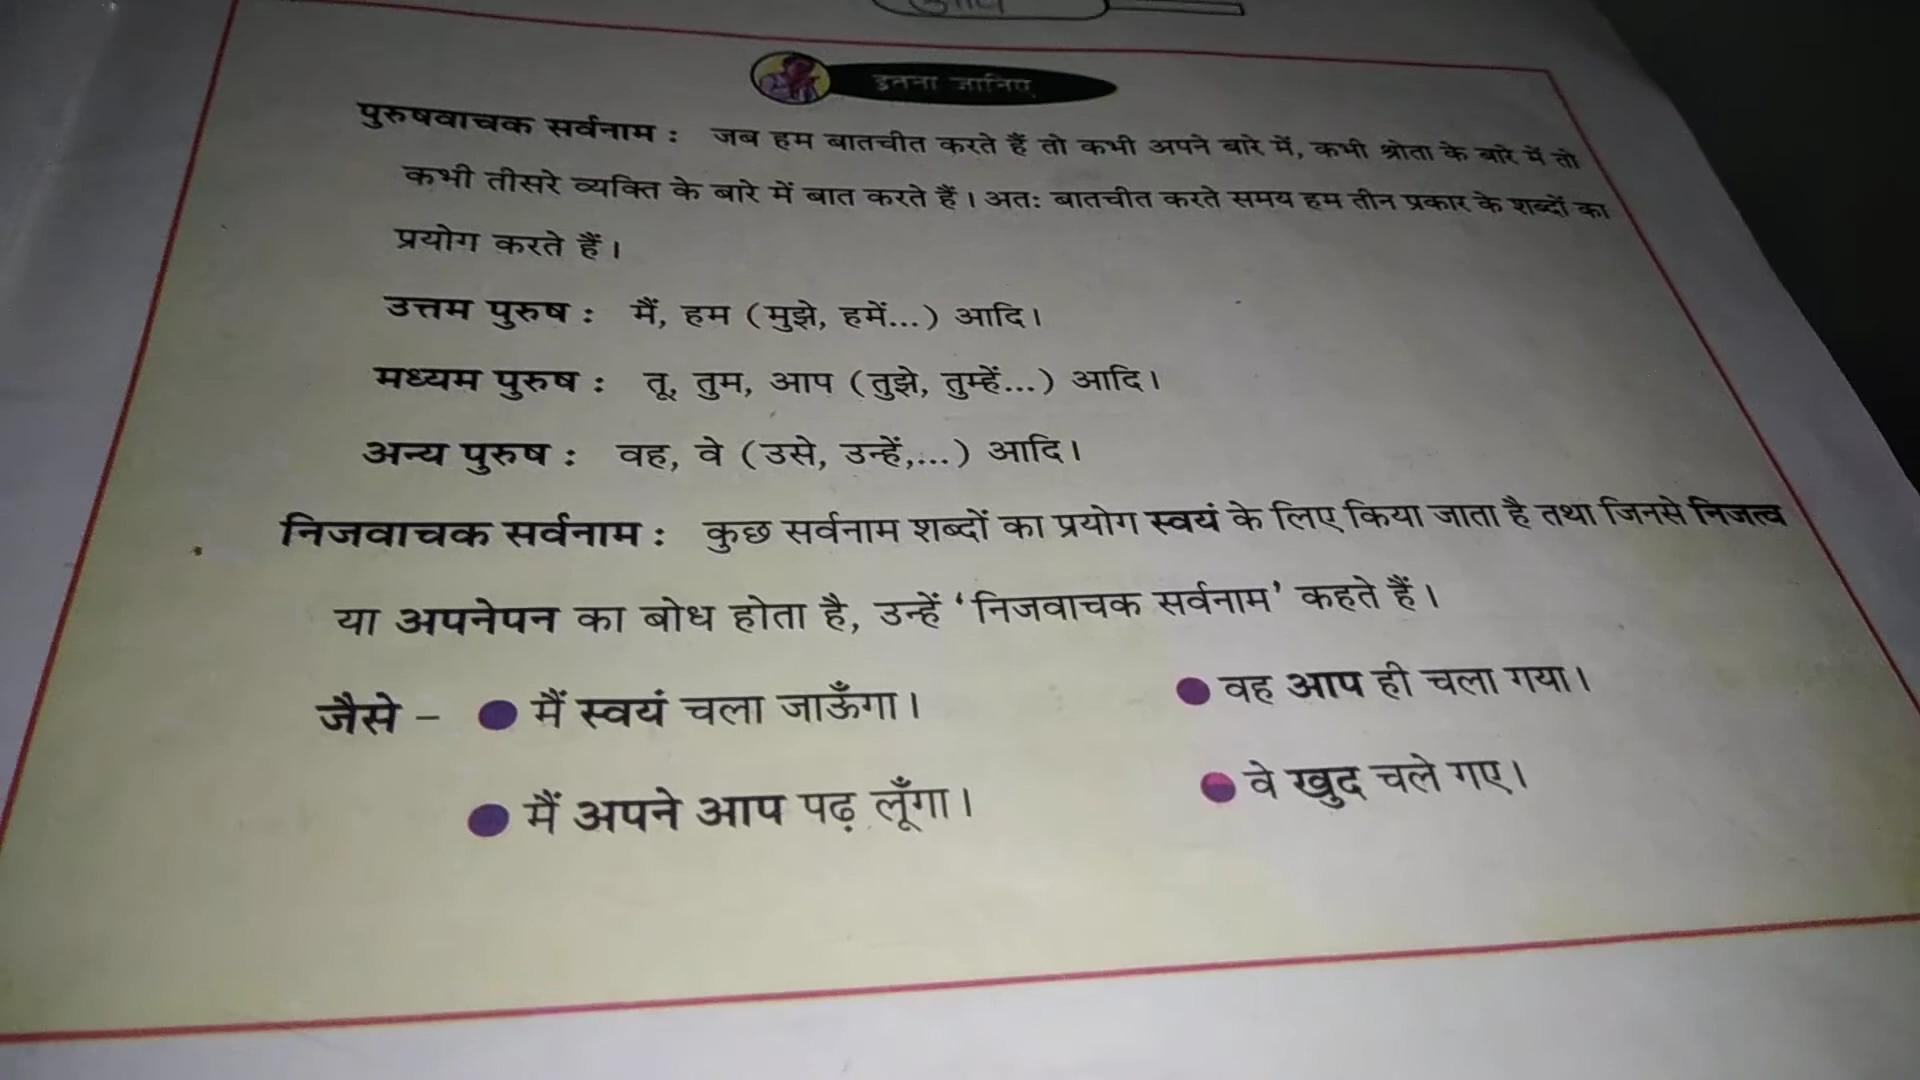 इतना जानिए
पुरुषवाचक सर्वनाम : जब हम बातचीत करते हैं तो कभी अपने बारे में, कभी श्रोता के बारे में तो
कभी तीसरे व्यक्ति के बारे में बात करते हैं। अतः बातचीत करते समय हम तीन प्रकार के शब्दों का
प्रयोग करते हैं।
उत्तम पुरुष : मैं, हम (मुझे, हमें...) आदि।
मध्यम पुरुष : तू, तुम, आप (तुझे, तुम्हें...) आदि।
अन्य पुरुष : वह, वे (उसे, उन्हें,...) आदि।
निजवाचक सर्वनाम : कुछ सर्वनाम शब्दों का प्रयोग स्वयं के लिए किया जाता है तथा जिनसे निजत्व
या अपनेपन का बोध होता है, उन्हें ‘निजवाचक सर्वनाम’ कहते हैं।
जैसे – ● मैं स्वयं चला जाऊँगा। ● वह आप ही चला गया।
● मैं अपने आप पढ़ लूँगा। ● वे खुद चले गए।